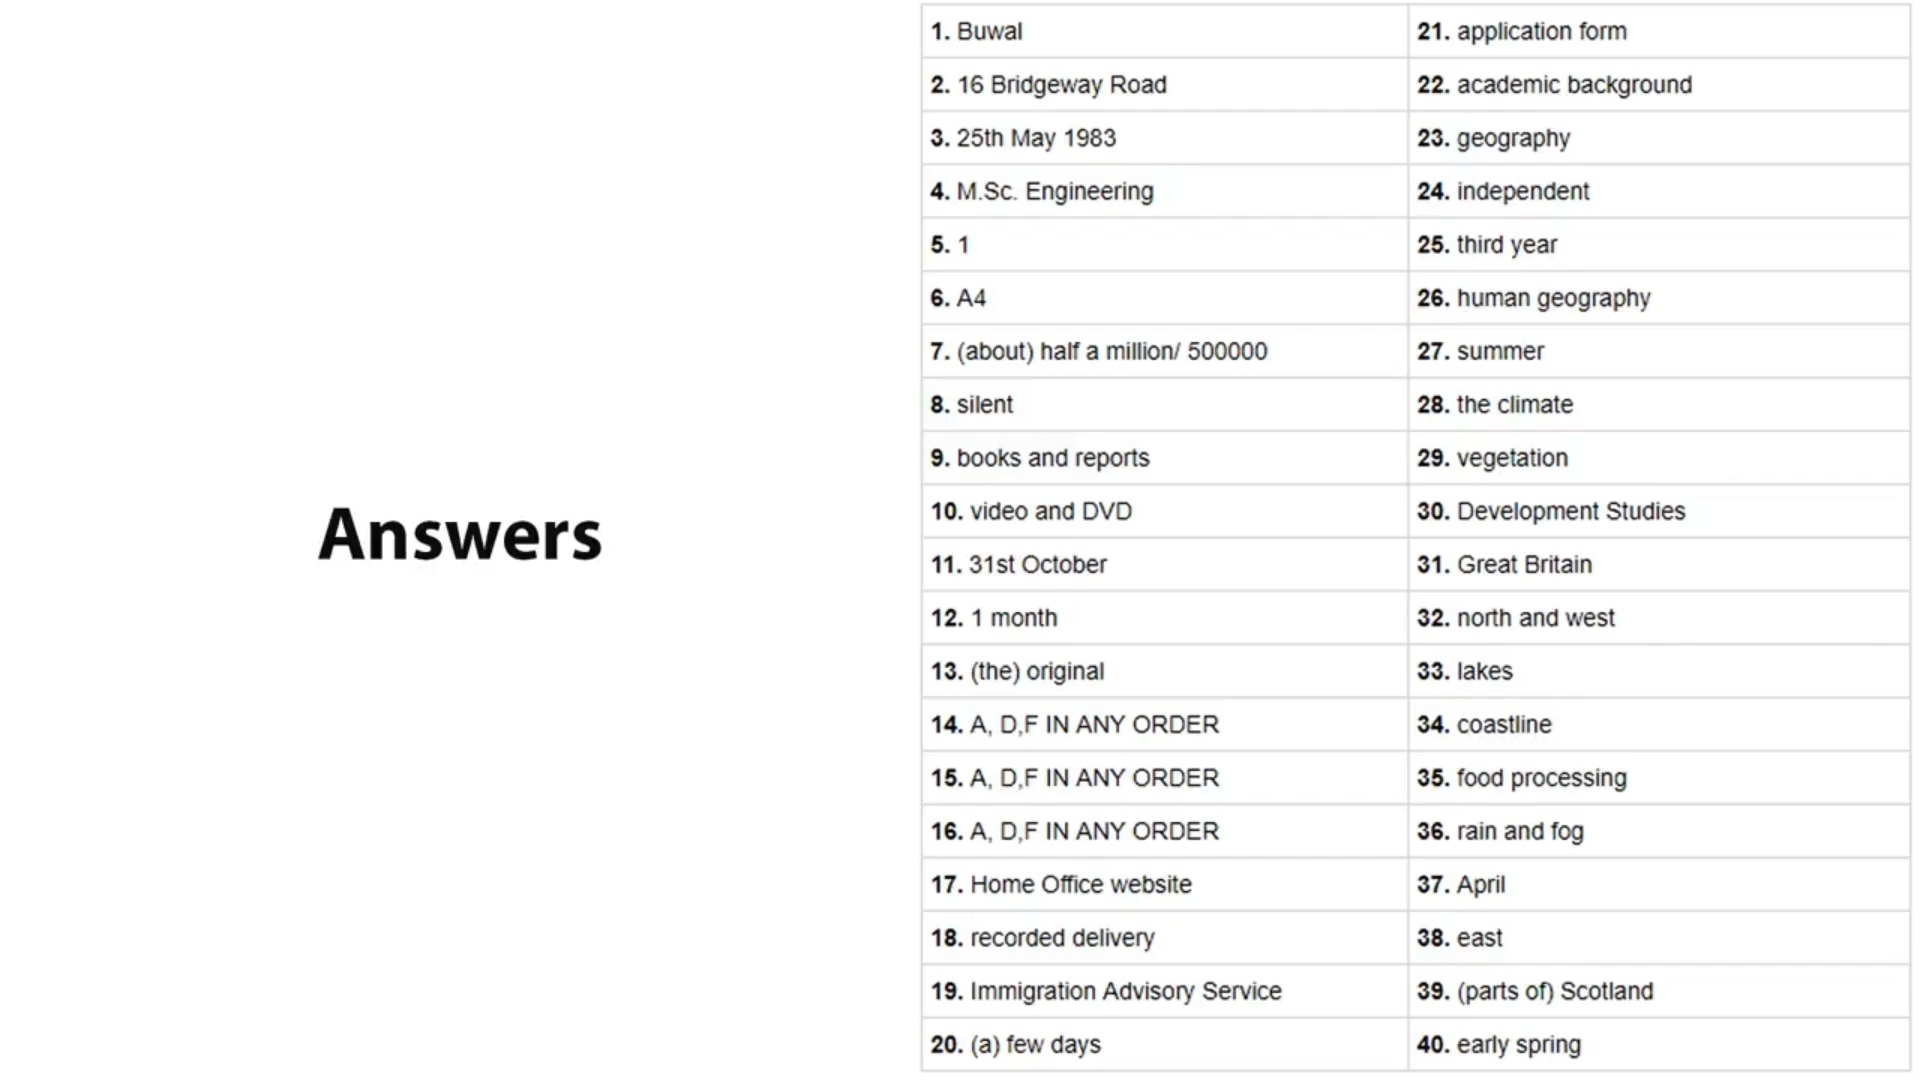 Answers
1. Buwal
2. 16 Bridgeway Road
3. 25th May 1983
4. M.Sc. Engineering
5. 1
6. A4
7. (about) half a million/ 500000
8. silent
9. books and reports
10. video and DVD
11. 31st October
12. 1 month
13. (the) original
14. A, D,F IN ANY ORDER
15. A, D,F IN ANY ORDER
16. A, D,F IN ANY ORDER
17. Home Office website
18. recorded delivery
19. Immigration Advisory Service
20. (a) few days
21. application form
22. academic background
23. geography
24. independent
25. third year
26. human geography
27. summer
28. the climate
29. vegetation
30. Development Studies
31. Great Britain
32. north and west
33. lakes
34. coastline
35. food processing
36. rain and fog
37. April
38. east
39. (parts of) Scotland
40. early spring